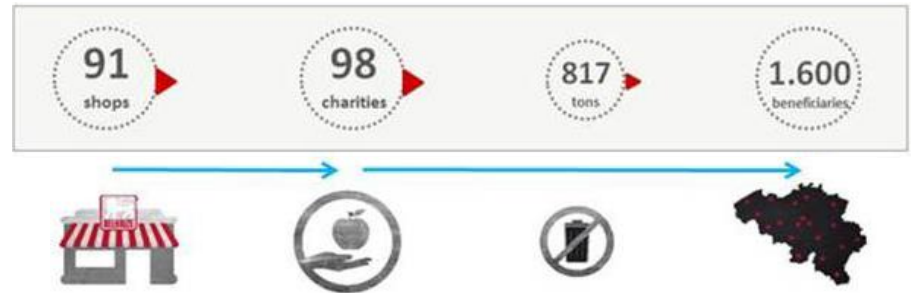 91
shops
98
charities
817
tons
1.600
beneficiaries